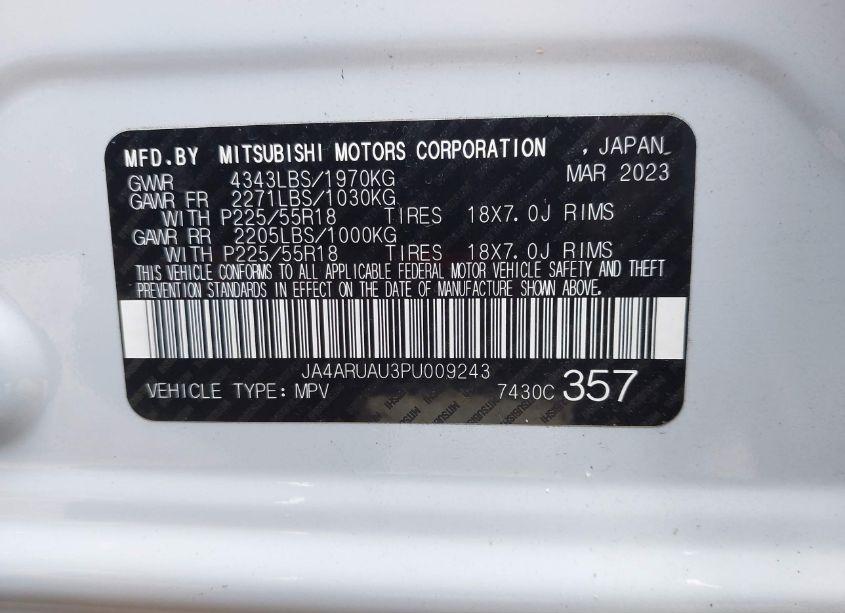 MFD.BY MITSUBISHI MOTORS CORPORATION , JAPAN
GVWR 4343LBS/1970KG MAR 2023
GAWR FR 2271LBS/1030KG
WITH P225/55R18 TIRES 18X7.0J RIMS
GAWR RR 2205LBS/1000KG
WITH P225/55R18 TIRES 18X7.0J RIMS
THIS VEHICLE CONFORMS TO ALL APPLICABLE FEDERAL MOTOR VEHICLE SAFETY AND THEFT
PREVENTION STANDARDS IN EFFECT ON THE DATE OF MANUFACTURE SHOWN ABOVE.
JA4ARUAU3PU009243
VEHICLE TYPE: MPV 7430C 357